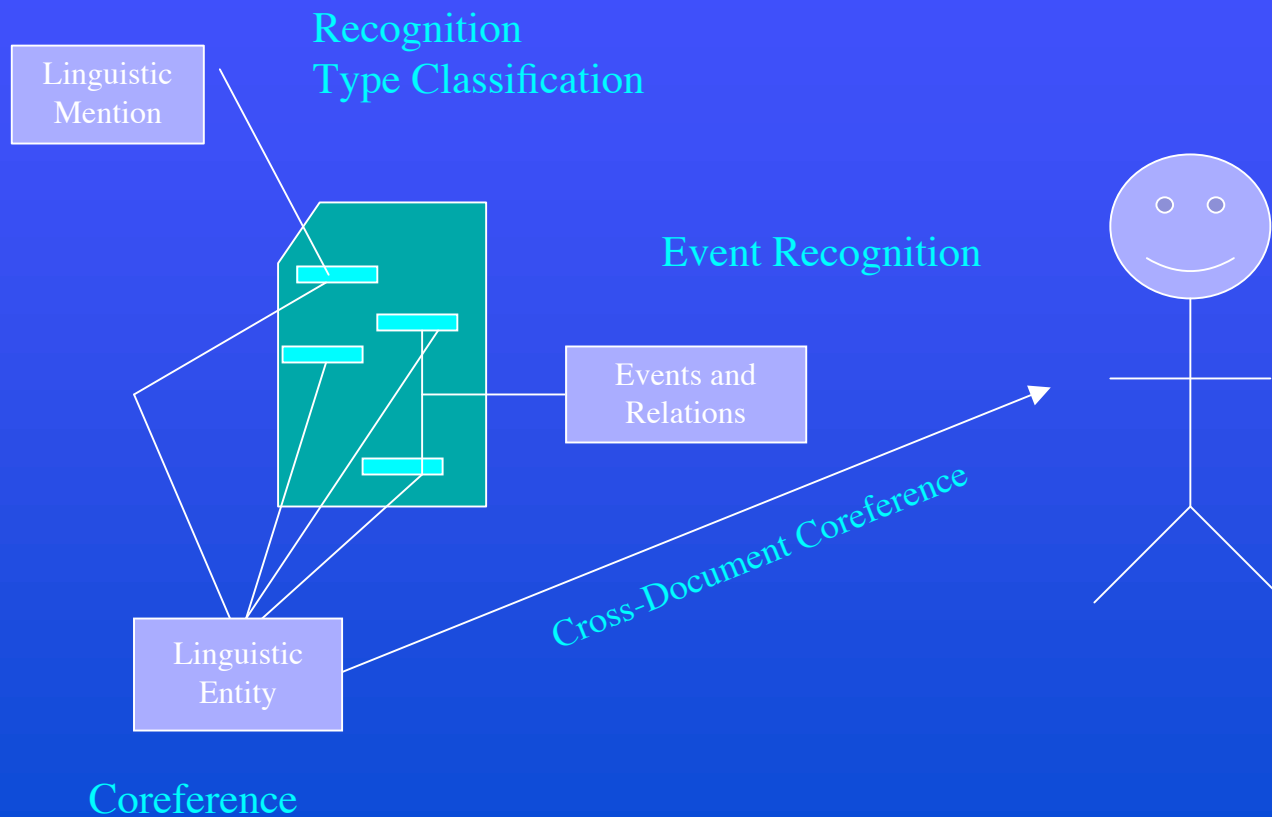 Recognition
Type Classification
Linguistic
Mention
Event Recognition
Events and
Relations
Cross-Document Coreference
Linguistic
Entity
Coreference